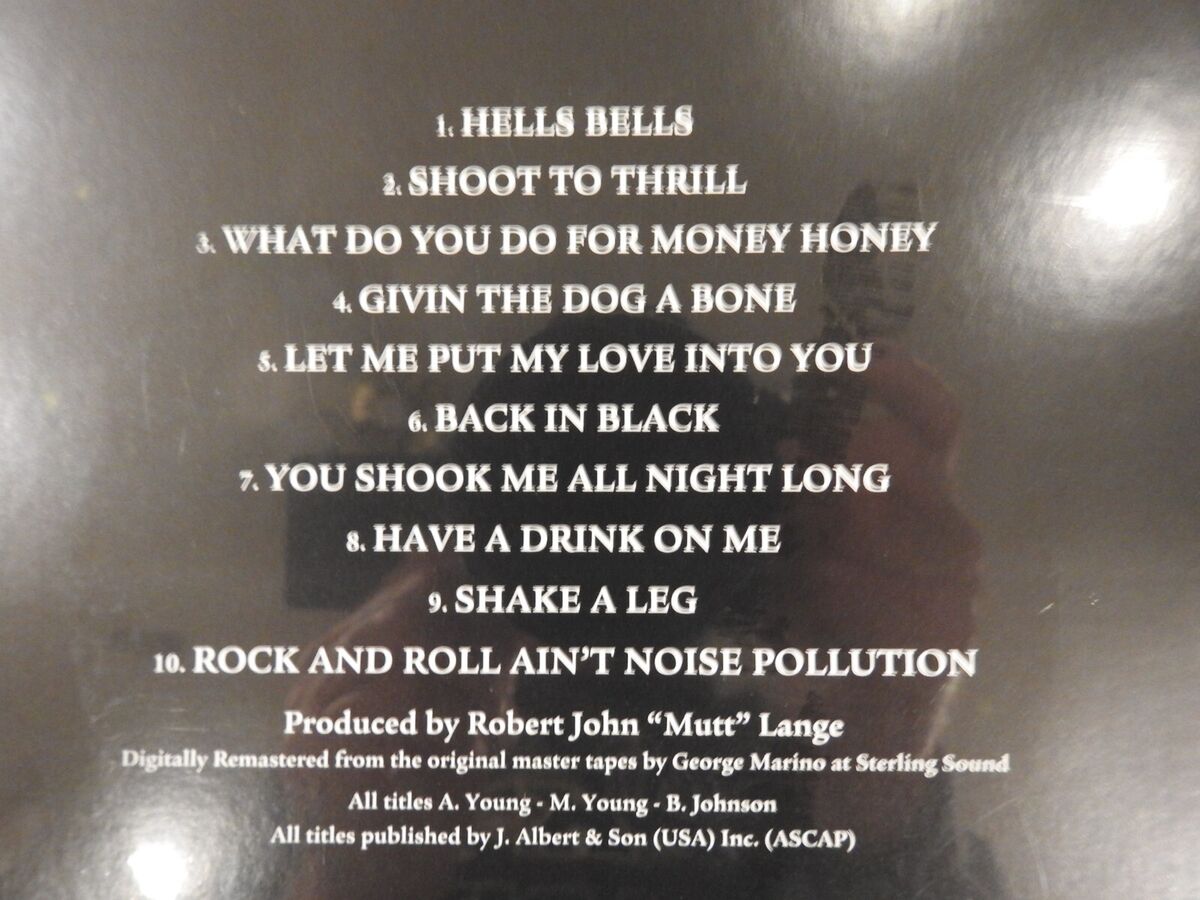 1. HELLS BELLS
2. SHOOT TO THRILL
3. WHAT DO YOU DO FOR MONEY HONEY
4. GIVIN THE DOG A BONE
5. LET ME PUT MY LOVE INTO YOU
6. BACK IN BLACK
7. YOU SHOOK ME ALL NIGHT LONG
8. HAVE A DRINK ON ME
9. SHAKE A LEG
10. ROCK AND ROLL AIN'T NOISE POLLUTION
Produced by Robert John “Mutt” Lange
Digitally Remastered from the original master tapes by George Marino at Sterling Sound
All titles A. Young - M. Young - B. Johnson
All titles published by J. Albert & Son (USA) Inc. (ASCAP)